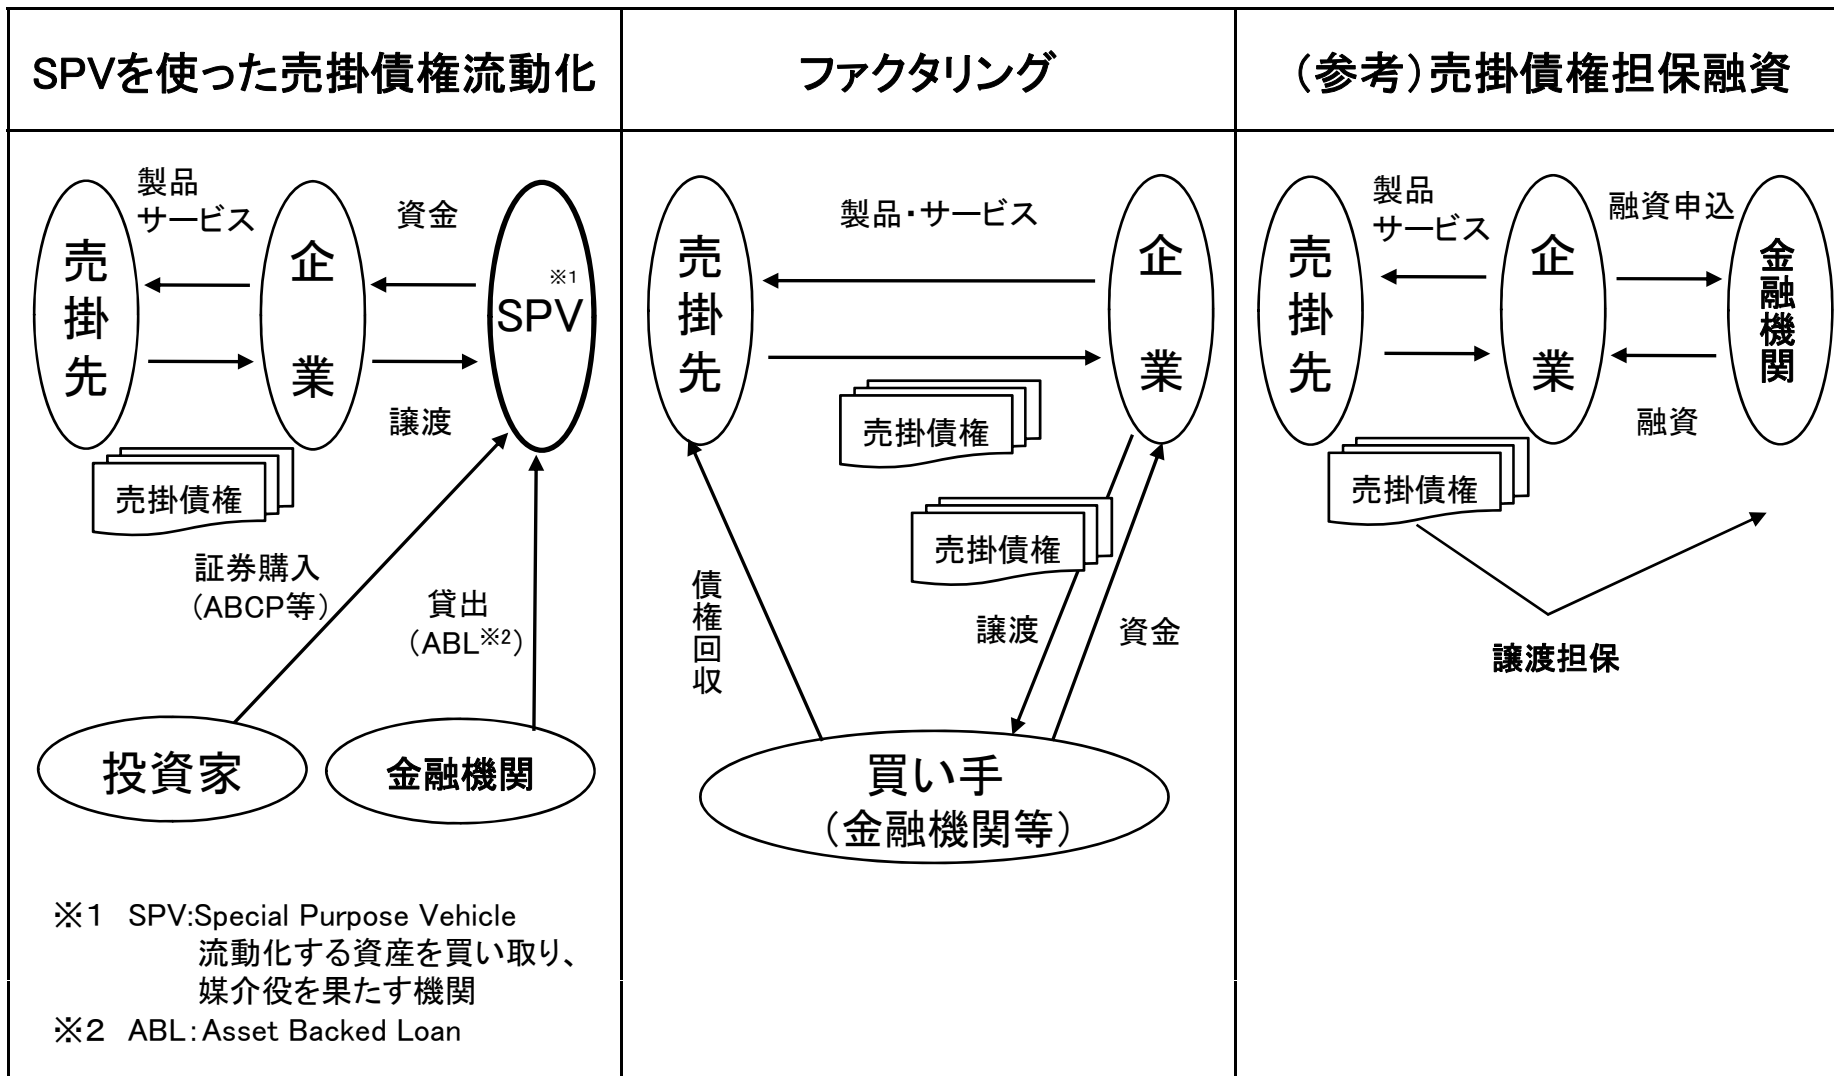 SPVを使った売掛債権流動化
製品
サービス
資金
売掛先
企業
※1
SPV
譲渡
売掛債権
証券購入
（ABCP等）
貸出
（ABL※2）
投資家
金融機関
※1 SPV:Special Purpose Vehicle
流動化する資産を買い取り、
媒介役を果たす機関
※2 ABL：Asset Backed Loan
ファクタリング
製品・サービス
売掛先
企業
売掛債権
売掛債権
債権回収
譲渡
資金
買い手
（金融機関等）
（参考）売掛債権担保融資
製品
サービス
融資申込
売掛先
企業
金融機関
融資
売掛債権
譲渡担保